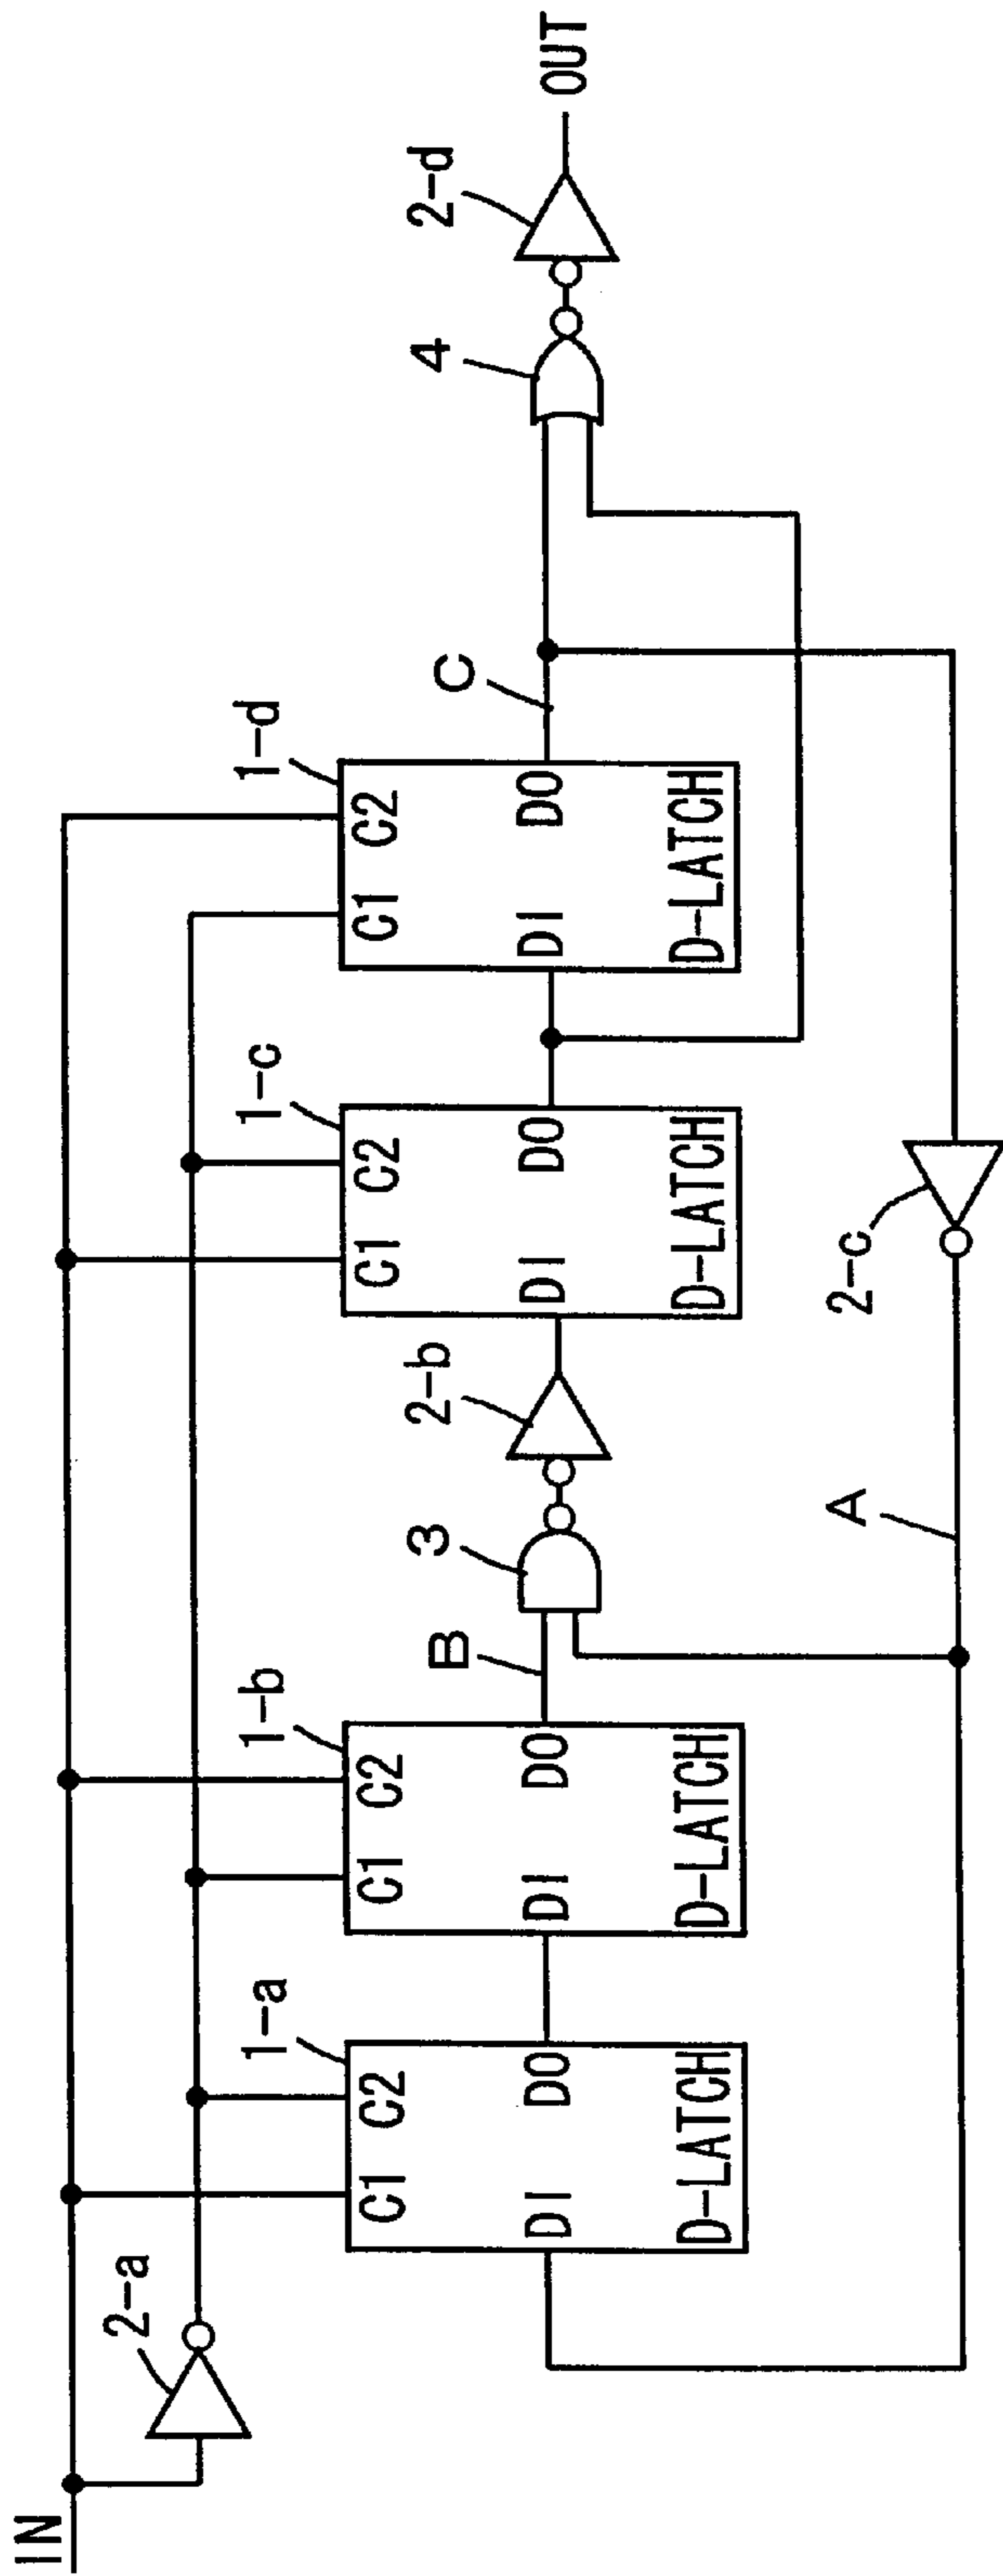 IN
2-a
1-a
C1 C2
DI DO
D-LATCH
1-b
C1 C2
DI DO
D-LATCH
B
3
2-b
1-c
C1 C2
DI DO
D-LATCH
1-d
C1 C2
DI DO
D-LATCH
C
4
2-d
OUT
A
2-c